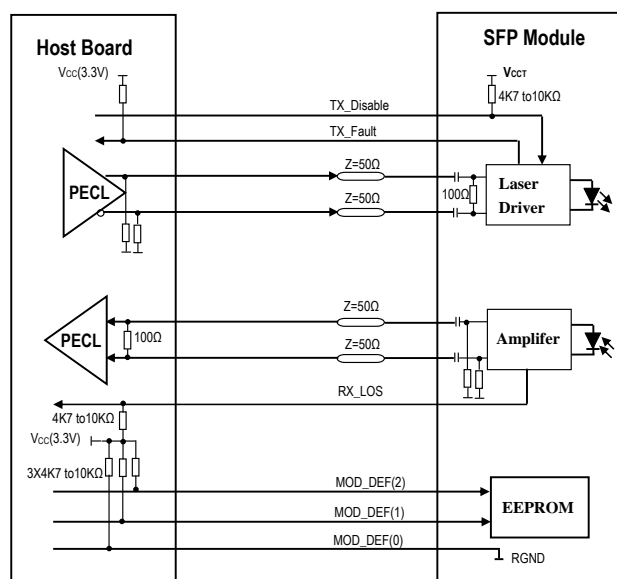 Host Board
SFP Module
Vcc(3.3V)
VCCT
4K7 to10KΩ
TX_Disable
TX_Fault
Z=50Ω
PECL
100Ω
Laser
Driver
Z=50Ω
Z=50Ω
PECL
100Ω
Amplifer
Z=50Ω
RX_LOS
4K7 to10KΩ
Vcc(3.3V)
3X4K7 to10KΩ
MOD_DEF(2)
EEPROM
MOD_DEF(1)
MOD_DEF(0)
RGND